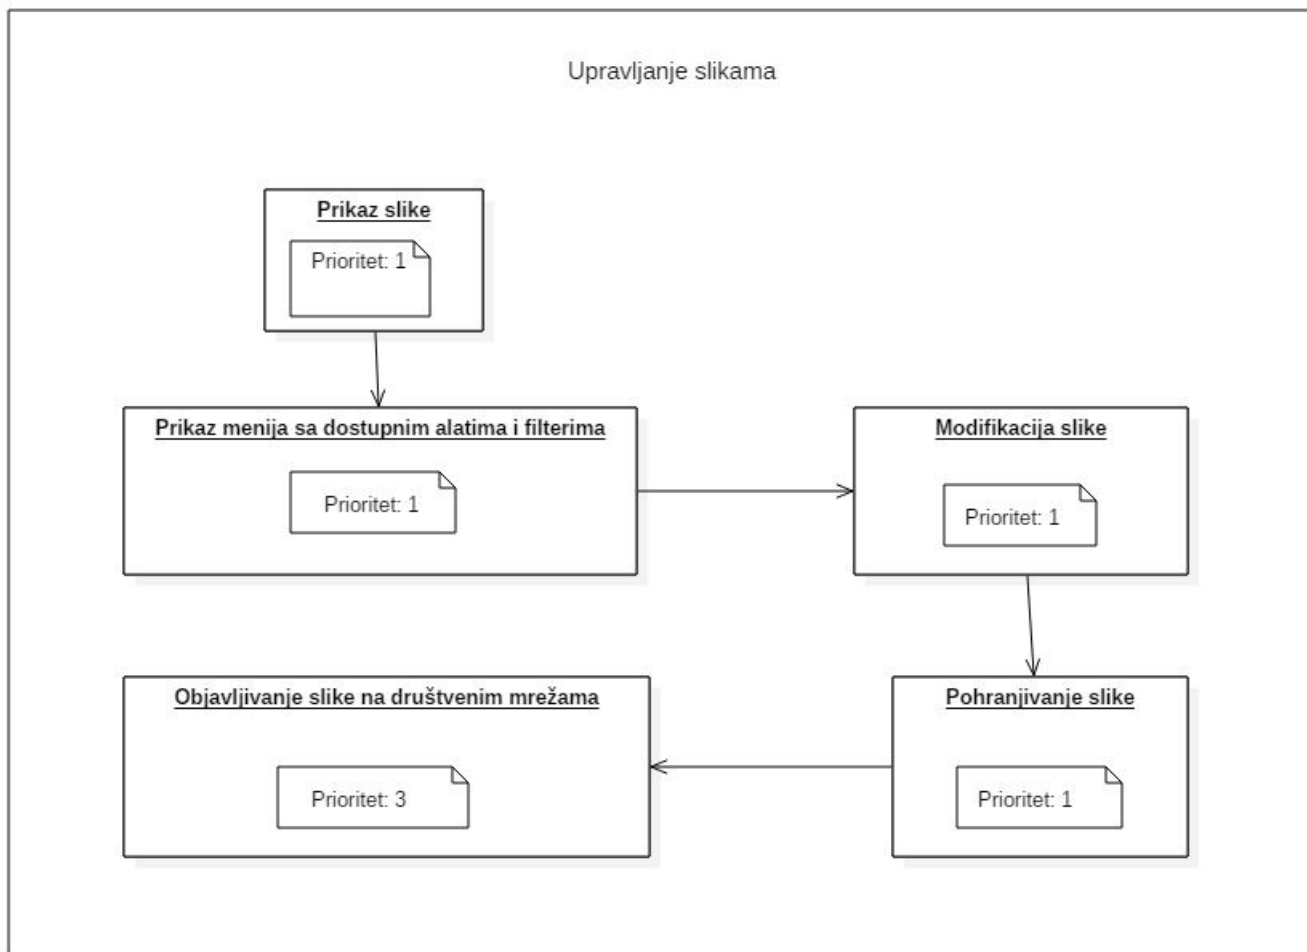 Upravljanje slikama
Prikaz slike
Prioritet: 1
Prikaz menija sa dostupnim alatima i filterima
Prioritet: 1
Modifikacija slike
Prioritet: 1
Objavljivanje slike na društvenim mrežama
Prioritet: 3
Pohranjivanje slike
Prioritet: 1